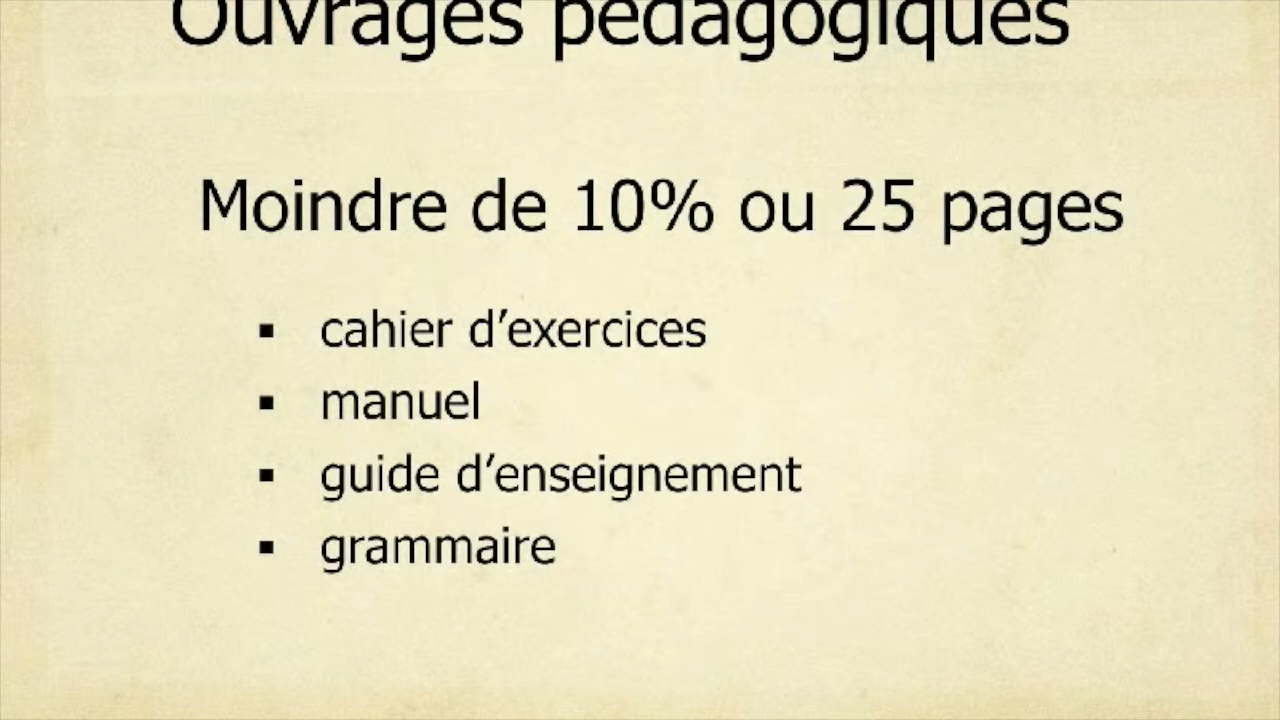 Ouvrages pédagogiques
Moindre de 10% ou 25 pages
▪ cahier d’exercices
▪ manuel
▪ guide d’enseignement
▪ grammaire